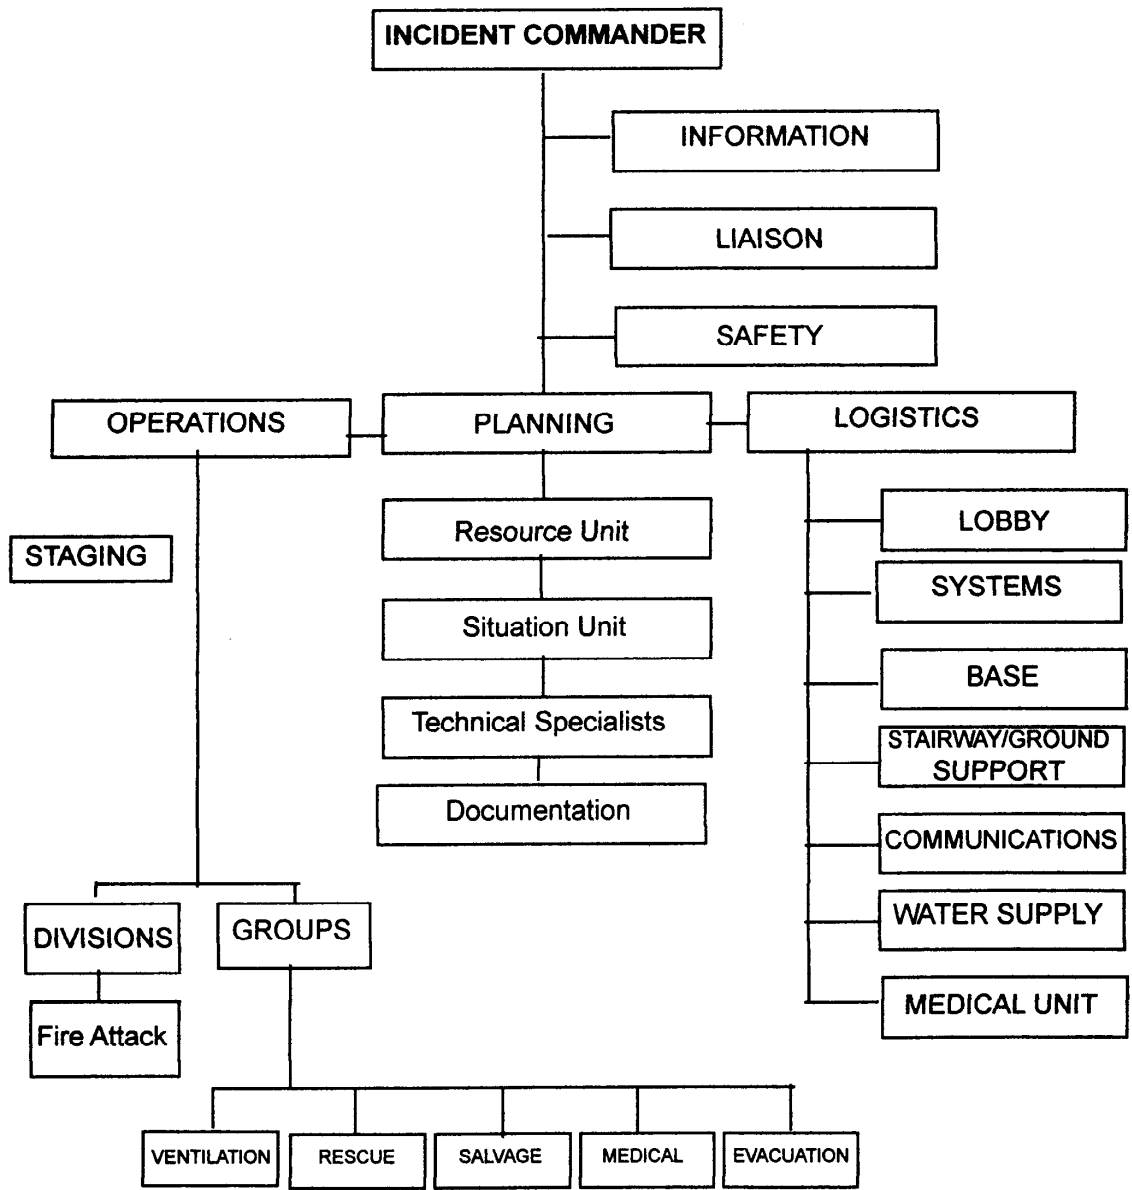 INCIDENT COMMANDER
INFORMATION
LIAISON
SAFETY
OPERATIONS
PLANNING
LOGISTICS
STAGING
Resource Unit
Situation Unit
Technical Specialists
Documentation
LOBBY
SYSTEMS
BASE
STAIRWAY/GROUND
SUPPORT
COMMUNICATIONS
WATER SUPPLY
MEDICAL UNIT
DIVISIONS
GROUPS
Fire Attack
VENTILATION
RESCUE
SALVAGE
MEDICAL
EVACUATION